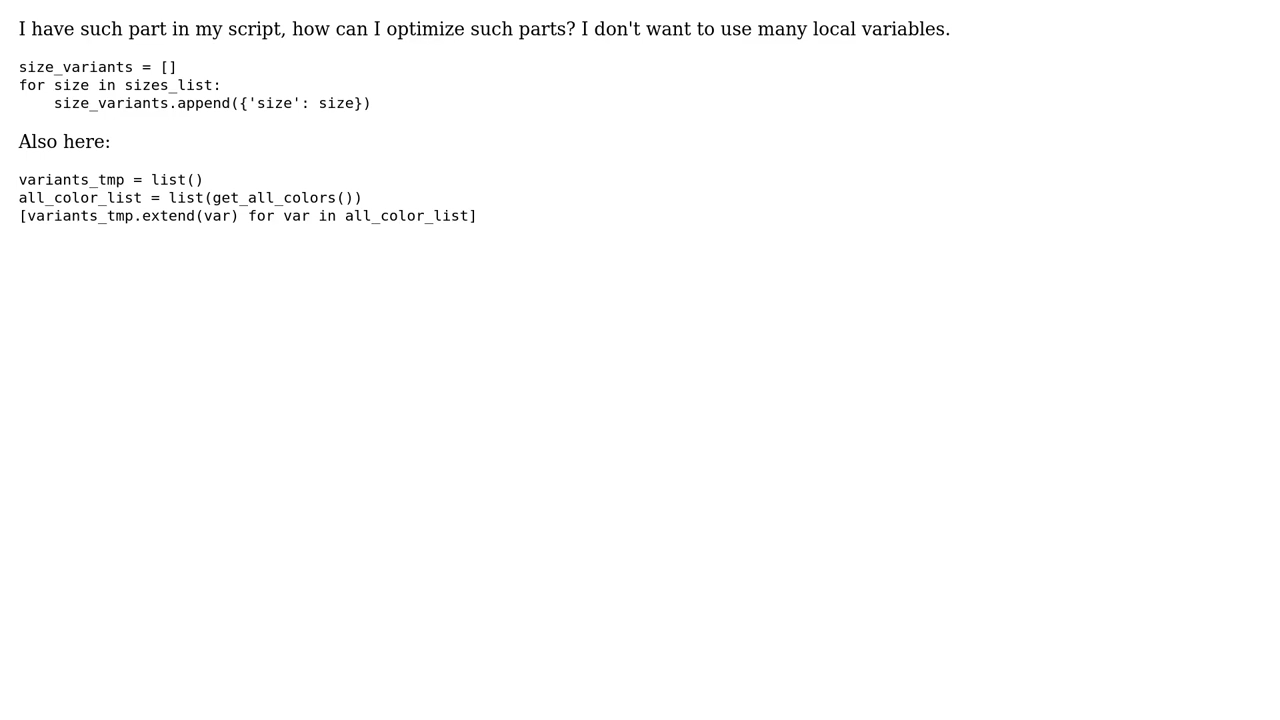 I have such part in my script, how can I optimize such parts? I don't want to use many local variables.
size_variants = []
for size in sizes_list:
    size_variants.append({'size': size})
Also here:
variants_tmp = list()
all_color_list = list(get_all_colors())
[variants_tmp.extend(var) for var in all_color_list]